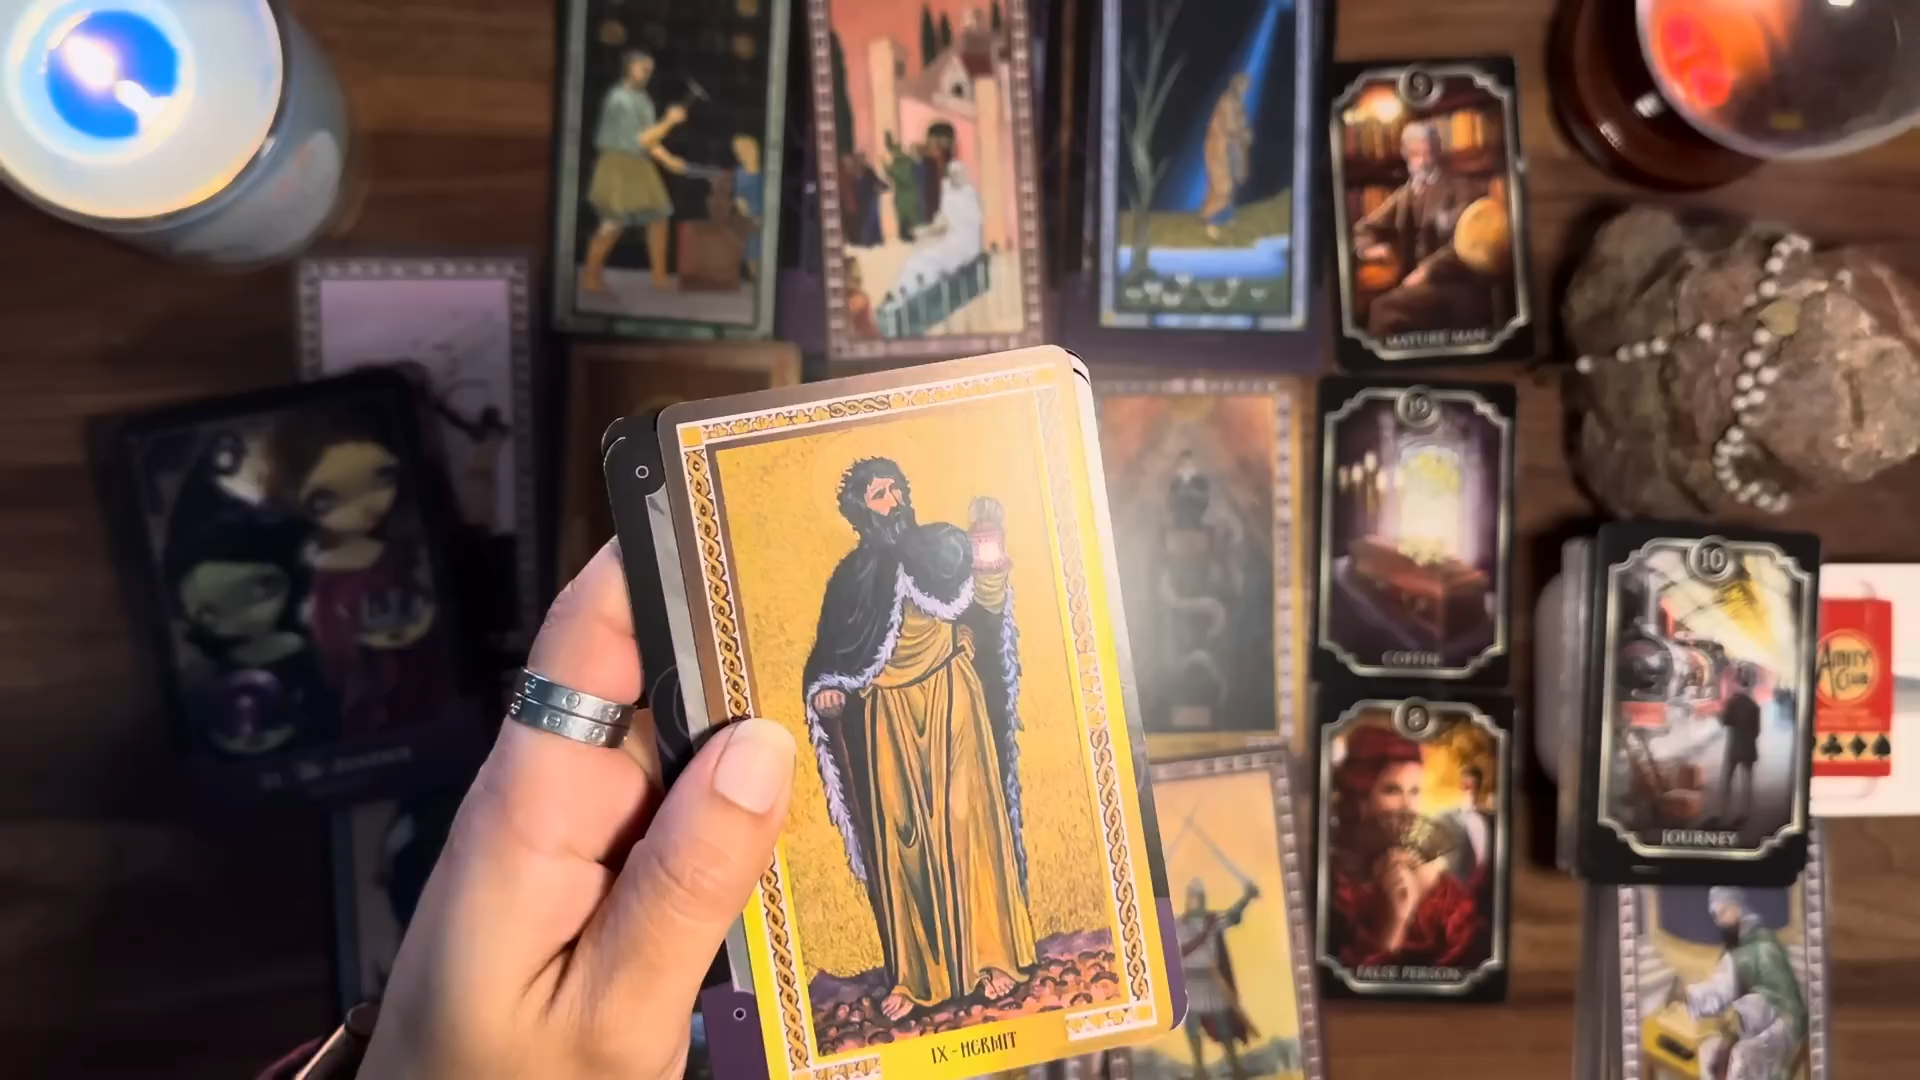 5
MATURE MAN
19
COFFIN
8
FALSE PERSON
10
JOURNEY
AMITY
CLUB
IX-HERMIT